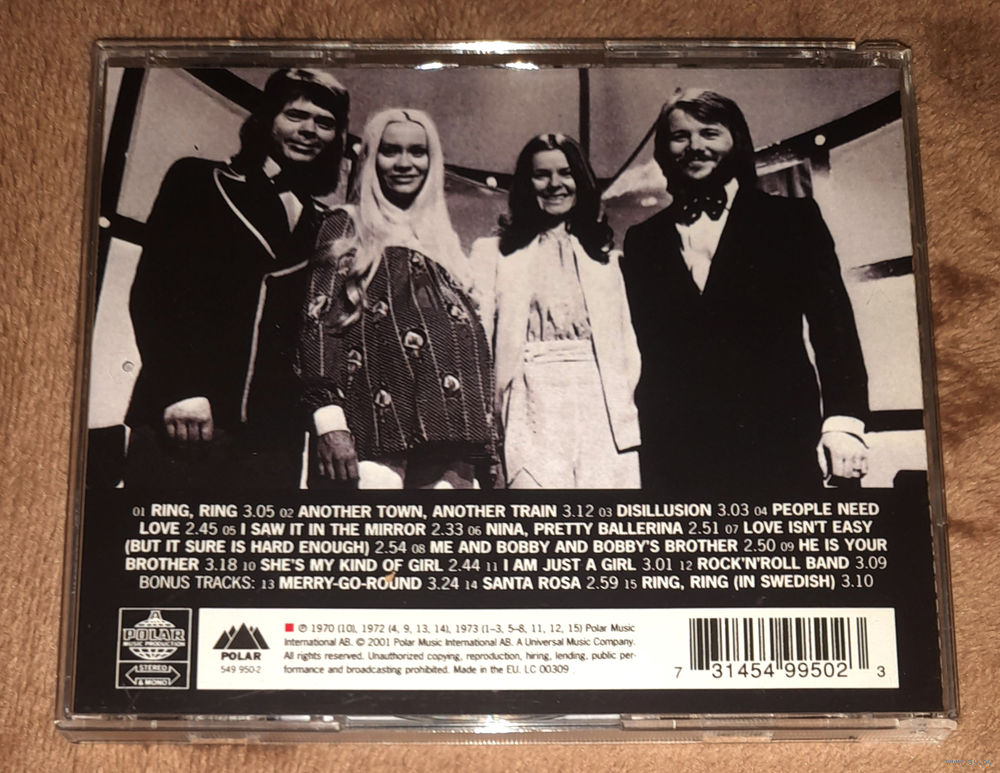 01 RING, RING 3.05 02 ANOTHER TOWN, ANOTHER TRAIN 3.12 03 DISILLUSION 3.03 04 PEOPLE NEED
LOVE 2.45 05 I SAW IT IN THE MIRROR 2.33 06 NINA, PRETTY BALLERINA 2.51 07 LOVE ISN'T EASY
(BUT IT SURE IS HARD ENOUGH) 2.54 08 ME AND BOBBY AND BOBBY'S BROTHER 2.50 09 HE IS YOUR
BROTHER 3.18 10 SHE'S MY KIND OF GIRL 2.44 11 I AM JUST A GIRL 3.01 12 ROCK'N'ROLL BAND 3.09
BONUS TRACKS: 13 MERRY-GO-ROUND 3.24 14 SANTA ROSA 2.59 15 RING, RING (IN SWEDISH) 3.10
POLAR
MUSIC PRODUCTION
STEREO
& MONO
POLAR
549 950-2
℗ 1970 (10), 1972 (4, 9, 13, 14), 1973 (1–3, 5–8, 11, 12, 15) Polar Music
International AB. © 2001 Polar Music International AB. A Universal Music Company.
All rights reserved. Unauthorized copying, reproduction, hiring, lending, public per-
formance and broadcasting prohibited. Made in the EU. LC 00309
7 31454 99502 3